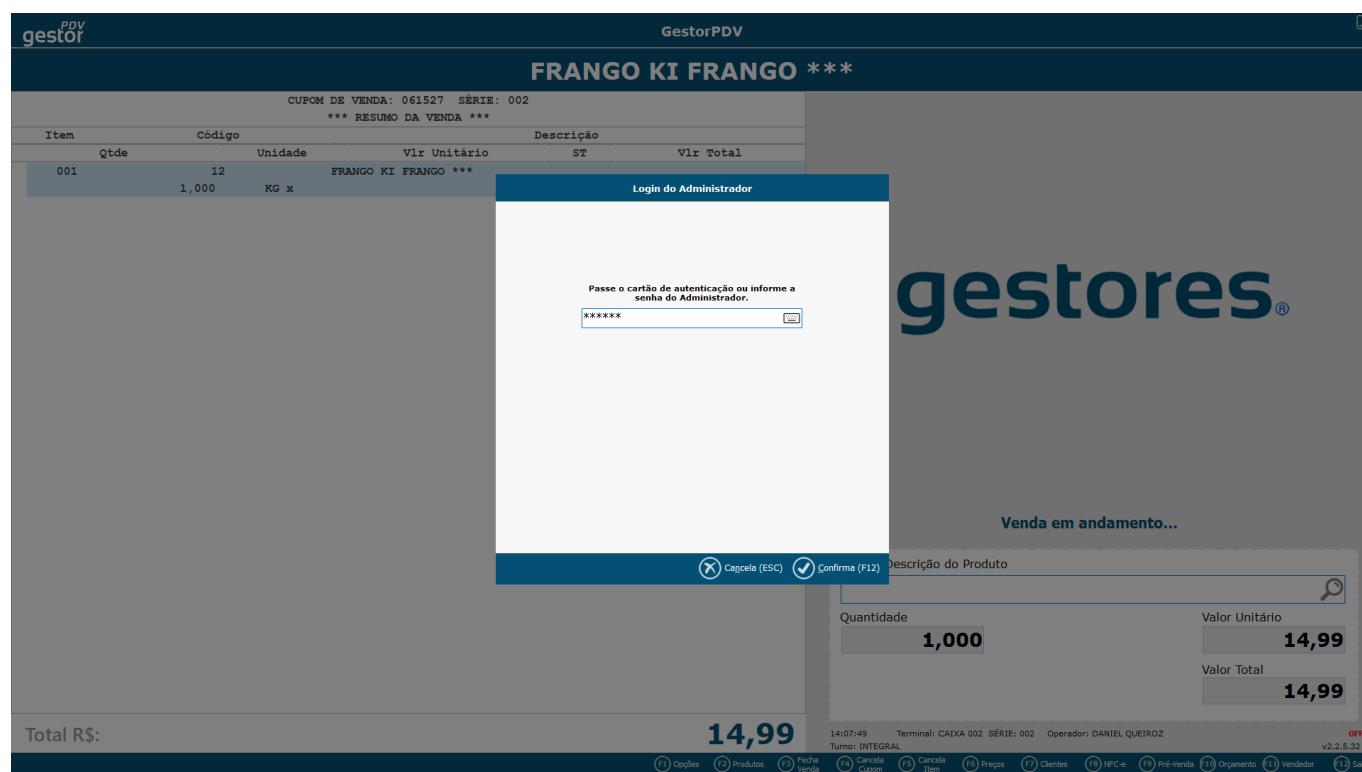 gestor PDV
GestorPDV
FRANGO KI FRANGO ***
CUPOM DE VENDA: 061527 SÉRIE: 002
*** RESUMO DA VENDA ***
Item Código Descrição
Qtde Unidade Vlr Unitário ST Vlr Total
001 12 FRANGO KI FRANGO ***
1,000 KG x
Login do Administrador
Passe o cartão de autenticação ou informe a
senha do Administrador.
******
Cancela (ESC) Confirma (F12)
gestores®
Venda em andamento...
Descrição do Produto
Quantidade Valor Unitário
1,000 14,99
Valor Total
14,99
Total R$: 14,99
14:07:49 Terminal: CAIXA 002 SÉRIE: 002 Operador: DANIEL QUEIROZ
Turno: INTEGRAL v2.2.5.32
F1 Opções F2 Produtos F3 Fecha Venda F4 Cancela Cupom F5 Cancela Item F6 Preços F7 Clientes F8 NFC-e F9 Pré-Venda F10 Orçamento F11 Vendedor F12